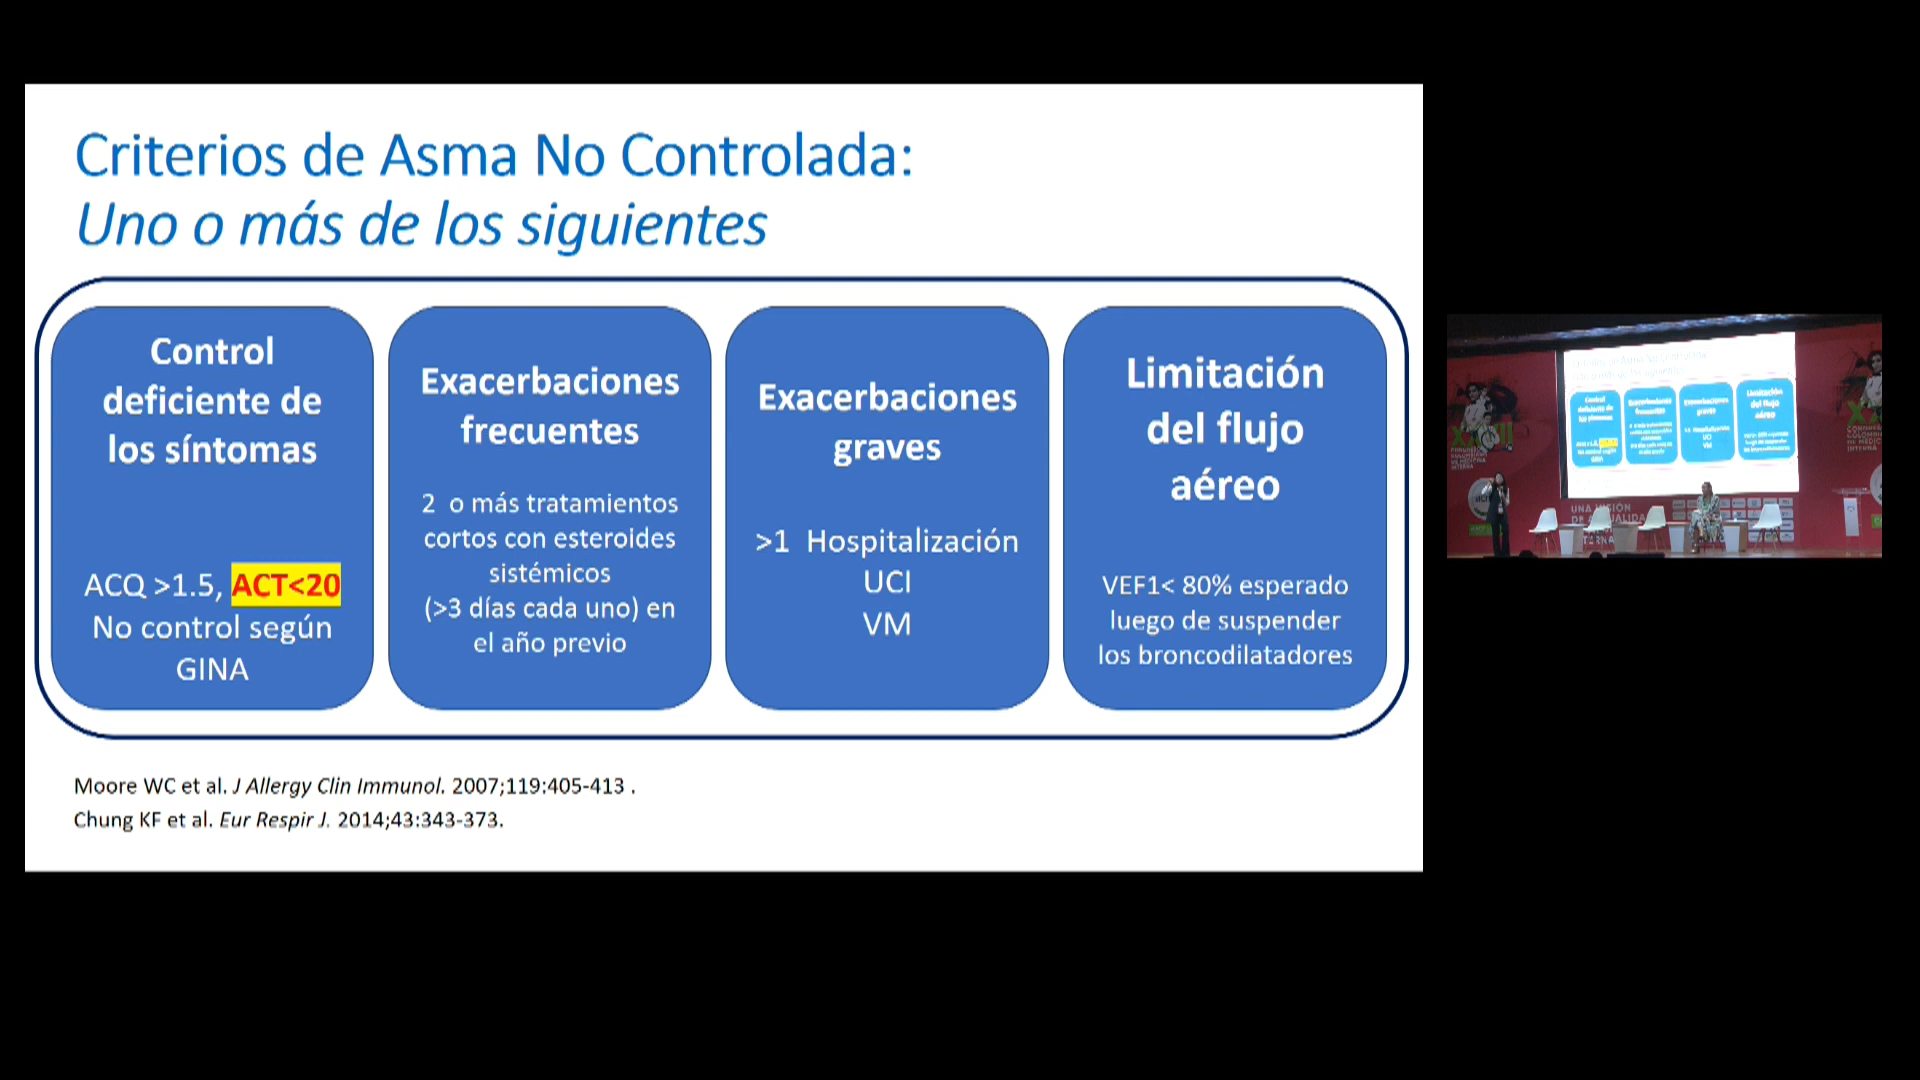 Criterios de Asma No Controlada:
Uno o más de los siguientes
Control
deficiente de
los síntomas
ACQ >1.5, ACT<20
No control según
GINA
Exacerbaciones
frecuentes
2 o más tratamientos
cortos con esteroides
sistémicos
(>3 días cada uno) en
el año previo
Exacerbaciones
graves
>1 Hospitalización
UCI
VM
Limitación
del flujo
aéreo
VEF1< 80% esperado
luego de suspender
los broncodilatadores
Moore WC et al. J Allergy Clin Immunol. 2007;119:405-413 .
Chung KF et al. Eur Respir J. 2014;43:343-373.